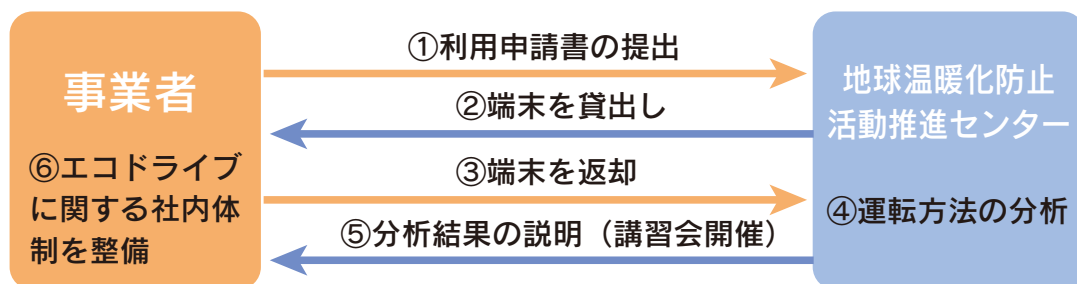 事業者
⑥エコドライブ
に関する社内体
制を整備
①利用申請書の提出
②端末を貸出し
③端末を返却
⑤分析結果の説明（講習会開催）
地球温暖化防止
活動推進センター
④運転方法の分析